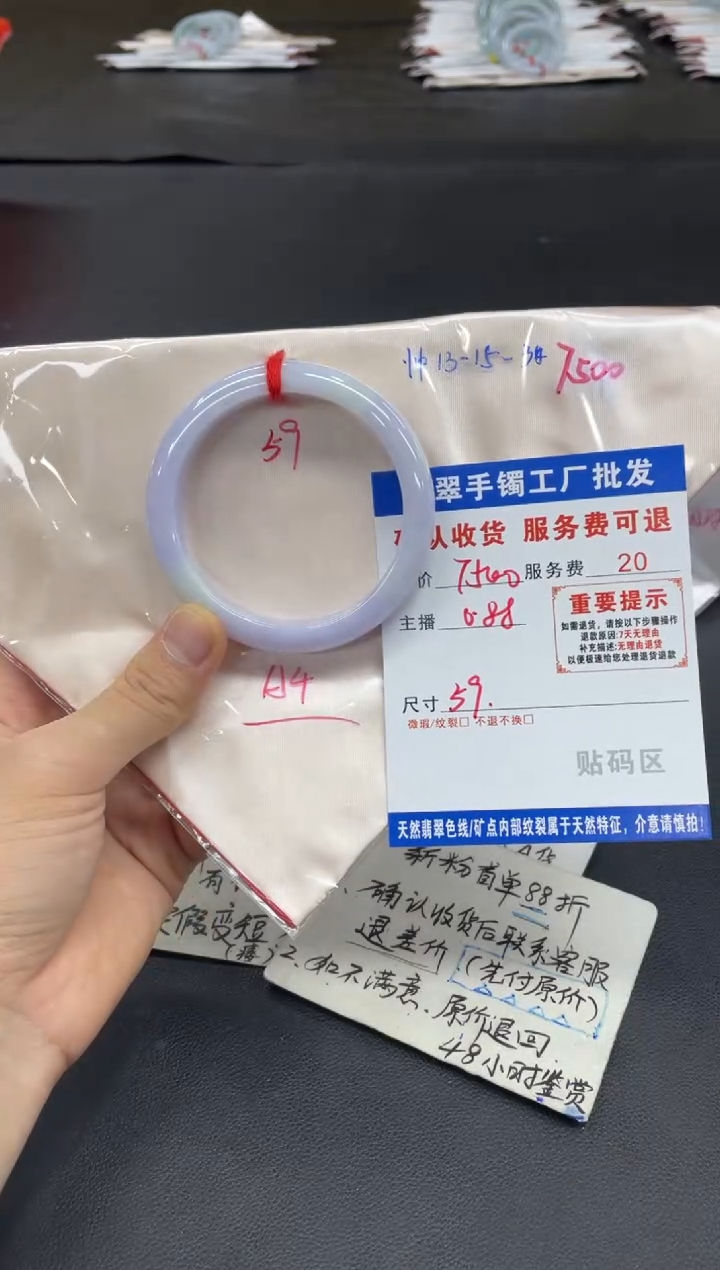 13-15-
7500
59
A4
翠手镯工厂批发
认收货 服务费可退
价 7500 服务费 20
主播 0.88
重要提示
如需退货，请按以下步骤操作
退款原因:7天无理由
补充描述:无理由退货
以便极速给您处理退货退款
尺寸 59.
微瑕/纹裂□ 不退不换□
贴码区
天然翡翠色线/矿点内部纹裂属于天然特征，介意请慎拍!
新粉首单88折
确认收货后联系客服
退差价 (先付原价)
2、如不满意、原价退回
48小时鉴赏
假变短